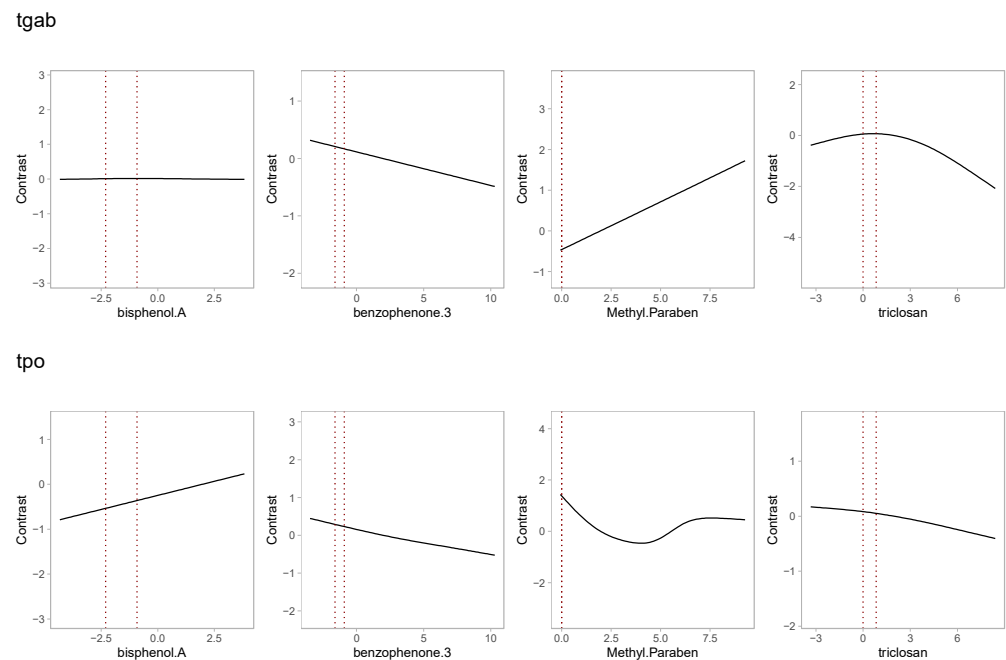 tgab
Contrast
3
2
1
0
−1
−2
−3
−2.5 0.0 2.5
bisphenol.A
Contrast
1
0
−1
−2
0 5 10
benzophenone.3
Contrast
3
2
1
0
−1
0.0 2.5 5.0 7.5
Methyl.Paraben
Contrast
2
0
−2
−4
−3 0 3 6
triclosan
tpo
Contrast
1
0
−1
−2
−3
−2.5 0.0 2.5
bisphenol.A
Contrast
3
2
1
0
−1
−2
0 5 10
benzophenone.3
Contrast
4
2
0
−2
0.0 2.5 5.0 7.5
Methyl.Paraben
Contrast
1
0
−1
−2
−3 0 3 6
triclosan